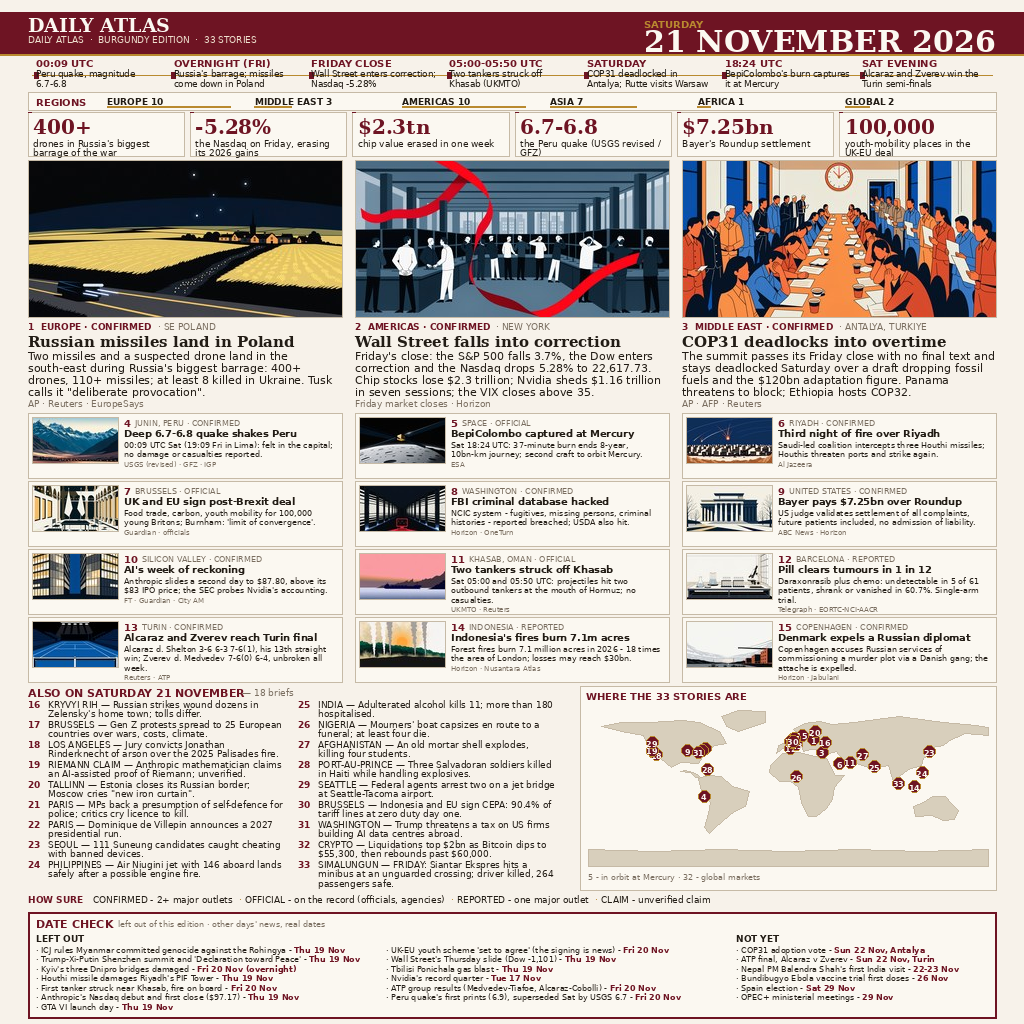 DAILY ATLAS
DAILY ATLAS · BURGUNDY EDITION · 33 STORIES
SATURDAY
21 NOVEMBER 2026
00:09 UTC
Peru quake, magnitude
6.7-6.8
OVERNIGHT (FRI)
Russia's barrage; missiles
come down in Poland
FRIDAY CLOSE
Wall Street enters correction;
Nasdaq -5.28%
05:00-05:50 UTC
Two tankers struck off
Khasab (UKMTO)
SATURDAY
COP31 deadlocked in
Antalya; Rutte visits Warsaw
18:24 UTC
BepiColombo's burn captures
it at Mercury
SAT EVENING
Alcaraz and Zverev win the
Turin semi-finals
REGIONS
EUROPE 10
MIDDLE EAST 3
AMERICAS 10
ASIA 7
AFRICA 1
GLOBAL 2
400+
drones in Russia's biggest
barrage of the war
-5.28%
the Nasdaq on Friday, erasing
its 2026 gains
$2.3tn
chip value erased in one week
6.7-6.8
the Peru quake (USGS revised /
GFZ)
$7.25bn
Bayer's Roundup settlement
100,000
youth-mobility places in the
UK-EU deal
1 EUROPE · CONFIRMED · SE POLAND
Russian missiles land in Poland
Two missiles and a suspected drone land in the
south-east during Russia's biggest barrage: 400+
drones, 110+ missiles; at least 8 killed in Ukraine. Tusk
calls it "deliberate provocation".
AP · Reuters · EuropeSays
2 AMERICAS · CONFIRMED · NEW YORK
Wall Street falls into correction
Friday's close: the S&P 500 falls 3.7%, the Dow enters
correction and the Nasdaq drops 5.28% to 22,617.73.
Chip stocks lose $2.3 trillion; Nvidia sheds $1.16 trillion
in seven sessions; the VIX closes above 35.
Friday market closes · Horizon
3 MIDDLE EAST · CONFIRMED · ANTALYA, TURKIYE
COP31 deadlocks into overtime
The summit passes its Friday close with no final text and
stays deadlocked Saturday over a draft dropping fossil
fuels and the $120bn adaptation figure. Panama
threatens to block; Ethiopia hosts COP32.
AP · AFP · Reuters
4 JUNIN, PERU · CONFIRMED
Deep 6.7-6.8 quake shakes Peru
00:09 UTC Sat (19:09 Fri in Lima); felt in the capital;
no damage or casualties reported.
USGS (revised) · GFZ · IGP
5 SPACE · OFFICIAL
BepiColombo captured at Mercury
Sat 18:24 UTC: 37-minute burn ends 8-year,
10bn-km journey; second craft to orbit Mercury.
ESA
6 RIYADH · CONFIRMED
Third night of fire over Riyadh
Saudi-led coalition intercepts three Houthi missiles;
Houthis threaten ports and strike again.
Al Jazeera
7 BRUSSELS · OFFICIAL
UK and EU sign post-Brexit deal
Food trade, carbon, youth mobility for 100,000
young Britons; Burnham: 'limit of convergence'.
Guardian · officials
8 WASHINGTON · CONFIRMED
FBI criminal database hacked
NCIC system - fugitives, missing persons, criminal
histories - reported breached; USDA also hit.
Horizon · OneTurn
9 UNITED STATES · CONFIRMED
Bayer pays $7.25bn over Roundup
US judge validates settlement of all complaints,
future patients included, no admission of liability.
ABC News · Horizon
10 SILICON VALLEY · CONFIRMED
AI's week of reckoning
Anthropic slides a second day to $87.80, above its
$83 IPO price; the SEC probes Nvidia's accounting.
FT · Guardian · City AM
11 KHASAB, OMAN · OFFICIAL
Two tankers struck off Khasab
Sat 05:00 and 05:50 UTC: projectiles hit two
outbound tankers at the mouth of Hormuz; no
casualties.
UKMTO · Reuters
12 BARCELONA · REPORTED
Pill clears tumours in 1 in 12
Daraxonrasib plus chemo: undetectable in 5 of 61
patients, shrank or vanished in 60.7%. Single-arm
trial.
Telegraph · EORTC-NCI-AACR
13 TURIN · CONFIRMED
Alcaraz and Zverev reach Turin final
Alcaraz d. Shelton 3-6 6-3 7-6(1), his 13th straight
win; Zverev d. Medvedev 7-6(0) 6-4, unbroken all
week.
Reuters · ATP
14 INDONESIA · REPORTED
Indonesia's fires burn 7.1m acres
Forest fires burn 7.1 million acres in 2026 - 18 times
the area of London; losses may reach $30bn.
Horizon · Nusantara Atlas
15 COPENHAGEN · CONFIRMED
Denmark expels a Russian diplomat
Copenhagen accuses Russian services of
commissioning a murder plot via a Danish gang; the
attache is expelled.
Horizon · Jabulani
ALSO ON SATURDAY 21 NOVEMBER — 18 briefs
16 KRYVYI RIH — Russian strikes wound dozens in
Zelensky's home town; tolls differ.
17 BRUSSELS — Gen Z protests spread to 25 European
countries over wars, costs, climate.
18 LOS ANGELES — Jury convicts Jonathan
Rinderknecht of arson over the 2025 Palisades fire.
19 RIEMANN CLAIM — Anthropic mathematician claims
an AI-assisted proof of Riemann; unverified.
20 TALLINN — Estonia closes its Russian border;
Moscow cries "new iron curtain".
21 PARIS — MPs back a presumption of self-defence for
police; critics cry licence to kill.
22 PARIS — Dominique de Villepin announces a 2027
presidential run.
23 SEOUL — 111 Suneung candidates caught cheating
with banned devices.
24 PHILIPPINES — Air Niugini jet with 146 aboard lands
safely after a possible engine fire.
25 INDIA — Adulterated alcohol kills 11; more than 180
hospitalised.
26 NIGERIA — Mourners' boat capsizes en route to a
funeral; at least four die.
27 AFGHANISTAN — An old mortar shell explodes,
killing four students.
28 PORT-AU-PRINCE — Three Salvadoran soldiers killed
in Haiti while handling explosives.
29 SEATTLE — Federal agents arrest two on a jet bridge
at Seattle-Tacoma airport.
30 BRUSSELS — Indonesia and EU sign CEPA: 90.4% of
tariff lines at zero duty day one.
31 WASHINGTON — Trump threatens a tax on US firms
building AI data centres abroad.
32 CRYPTO — Liquidations top $2bn as Bitcoin dips to
$55,300, then rebounds past $60,000.
33 SIMALUNGUN — FRIDAY: Siantar Ekspres hits a
minibus at an unguarded crossing; driver killed, 264
passengers safe.
WHERE THE 33 STORIES ARE
29
19
9
31
28
4
30
5
20
16
3
26
6
11
27
25
23
24
33
14
5 - in orbit at Mercury · 32 - global markets
HOW SURE CONFIRMED - 2+ major outlets · OFFICIAL - on the record (officials, agencies) · REPORTED - one major outlet · CLAIM - unverified claim
DATE CHECK left out of this edition · other days' news, real dates
LEFT OUT
· ICJ rules Myanmar committed genocide against the Rohingya - Thu 19 Nov
· Trump-Xi-Putin Shenzhen summit and 'Declaration toward Peace' - Thu 19 Nov
· Kyiv's three Dnipro bridges damaged - Fri 20 Nov (overnight)
· Houthi missile damages Riyadh's PIF Tower - Thu 19 Nov
· First tanker struck near Khasab, fire on board - Fri 20 Nov
· Anthropic's Nasdaq debut and first close ($97.17) - Thu 19 Nov
· GTA VI launch day - Thu 19 Nov
· UK-EU youth scheme 'set to agree' (the signing is news) - Fri 20 Nov
· Wall Street's Thursday slide (Dow -1,101) - Thu 19 Nov
· Tbilisi Ponichala gas blast - Thu 19 Nov
· Nvidia's record quarter - Tue 17 Nov
· ATP group results (Medvedev-Tiafoe, Alcaraz-Cobolli) - Fri 20 Nov
· Peru quake's first prints (6.9), superseded Sat by USGS 6.7 - Fri 20 Nov
NOT YET
· COP31 adoption vote - Sun 22 Nov, Antalya
· ATP final, Alcaraz v Zverev - Sun 22 Nov, Turin
· Nepal PM Balendra Shah's first India visit - 22-23 Nov
· Bundibugyo Ebola vaccine trial first doses - 26 Nov
· Spain election - Sat 29 Nov
· OPEC+ ministerial meetings - 29 Nov